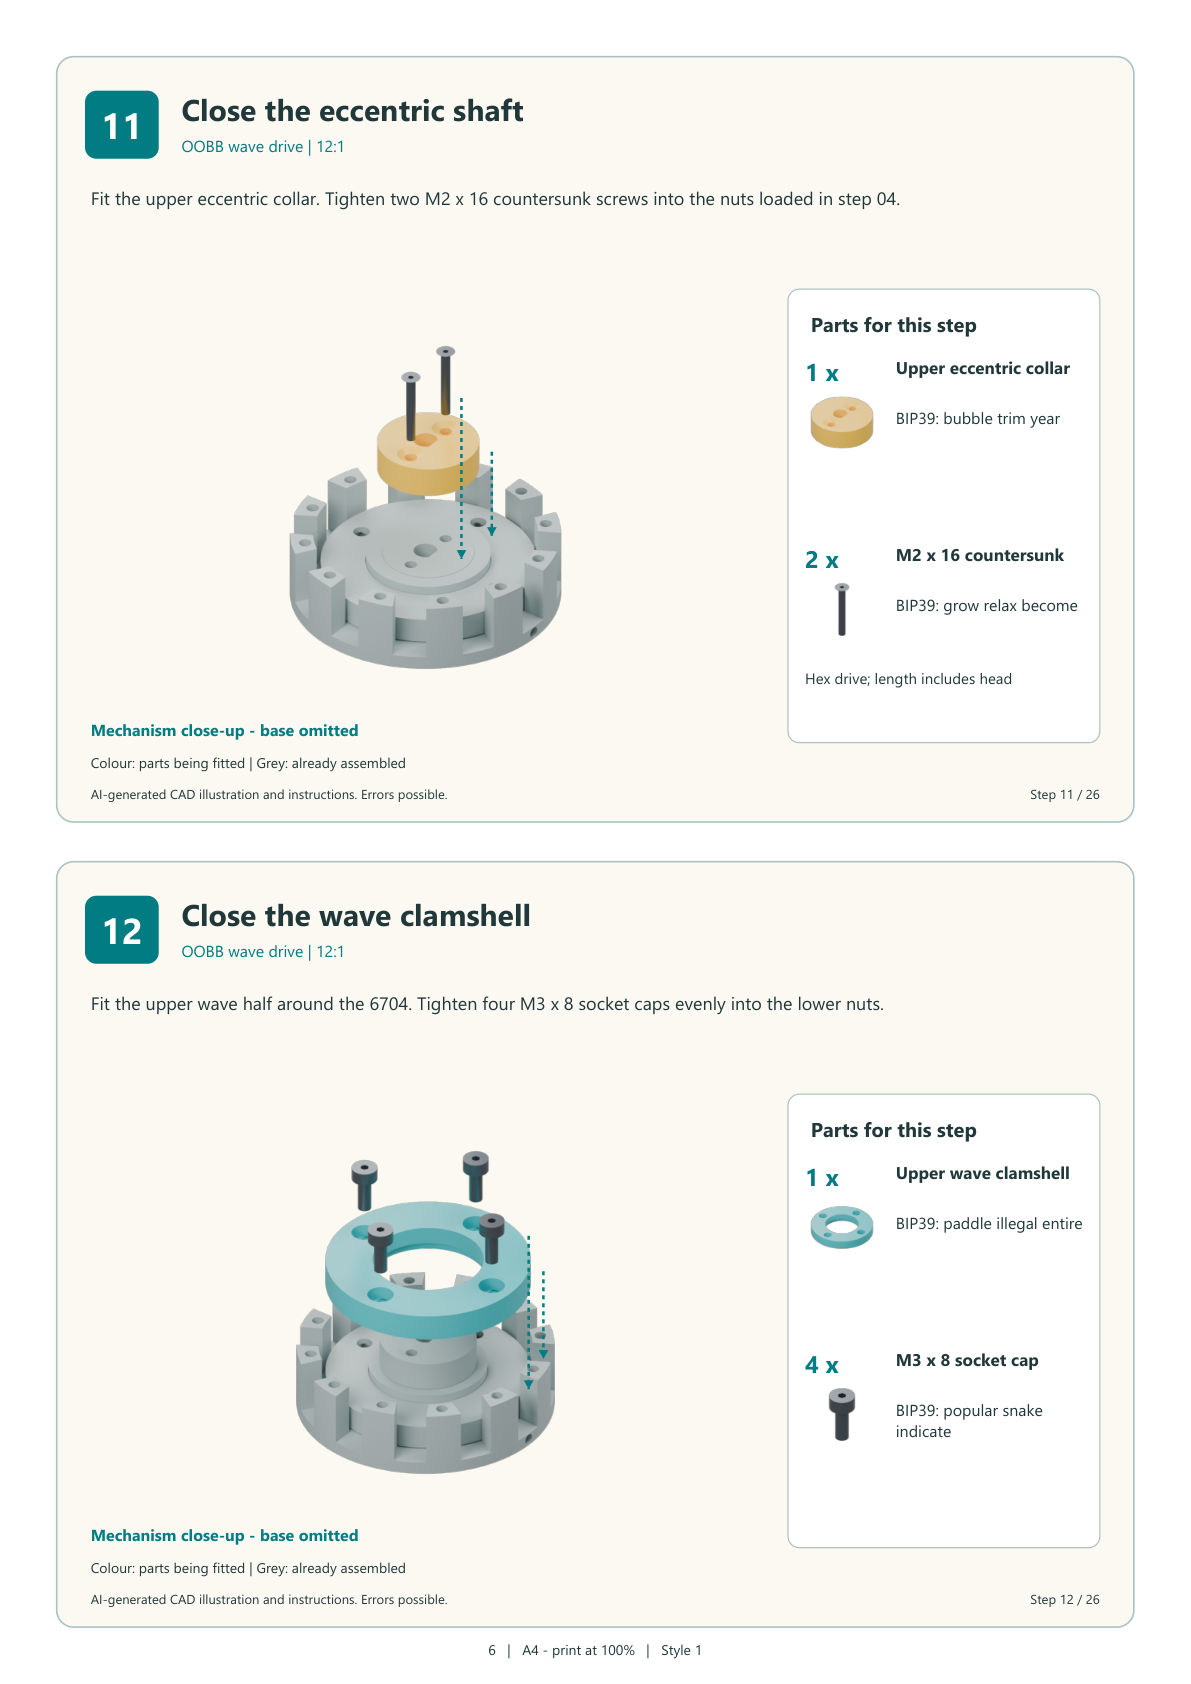 11
Close the eccentric shaft
OOBB wave drive | 12:1
Fit the upper eccentric collar. Tighten two M2 x 16 countersunk screws into the nuts loaded in step 04.
Parts for this step
1 x
Upper eccentric collar
BIP39: bubble trim year
2 x
M2 x 16 countersunk
BIP39: grow relax become
Hex drive; length includes head
Mechanism close-up - base omitted
Colour: parts being fitted | Grey: already assembled
AI-generated CAD illustration and instructions. Errors possible.
Step 11 / 26
12
Close the wave clamshell
OOBB wave drive | 12:1
Fit the upper wave half around the 6704. Tighten four M3 x 8 socket caps evenly into the lower nuts.
Parts for this step
1 x
Upper wave clamshell
BIP39: paddle illegal entire
4 x
M3 x 8 socket cap
BIP39: popular snake
indicate
Mechanism close-up - base omitted
Colour: parts being fitted | Grey: already assembled
AI-generated CAD illustration and instructions. Errors possible.
Step 12 / 26
6 | A4 - print at 100% | Style 1